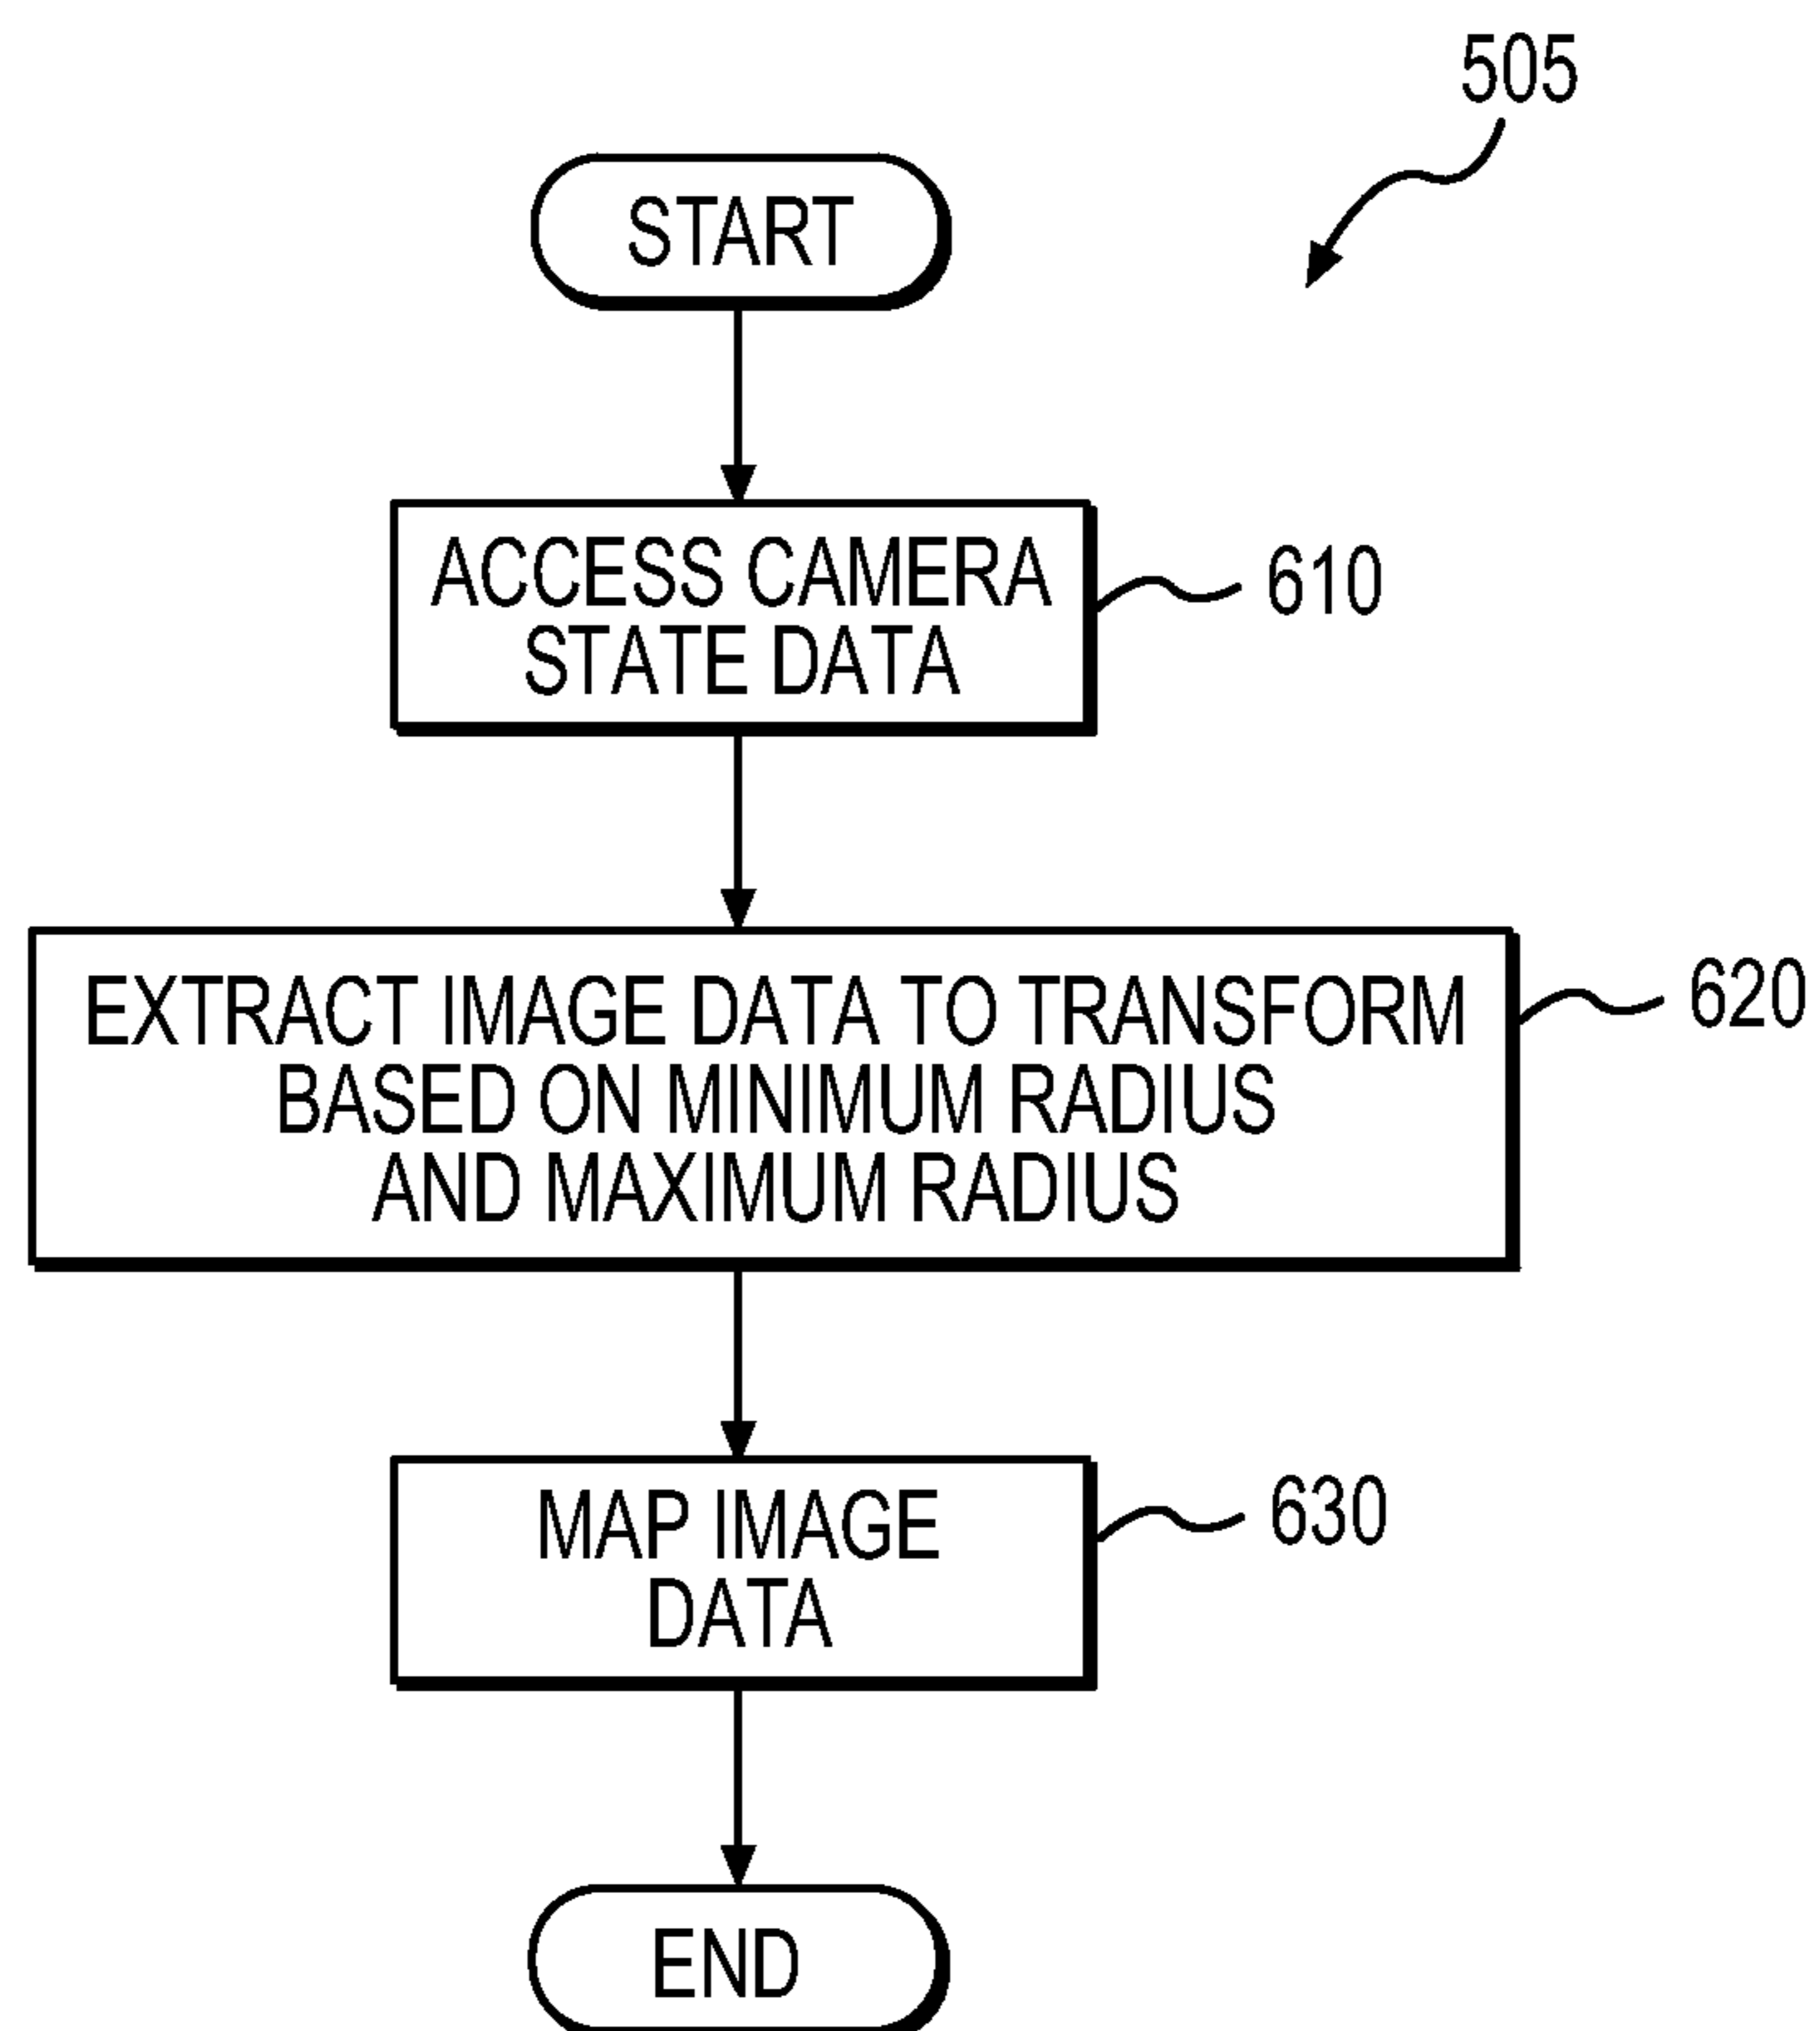 505
START
ACCESS CAMERA
STATE DATA
610
EXTRACT IMAGE DATA TO TRANSFORM
BASED ON MINIMUM RADIUS
AND MAXIMUM RADIUS
620
MAP IMAGE
DATA
630
END